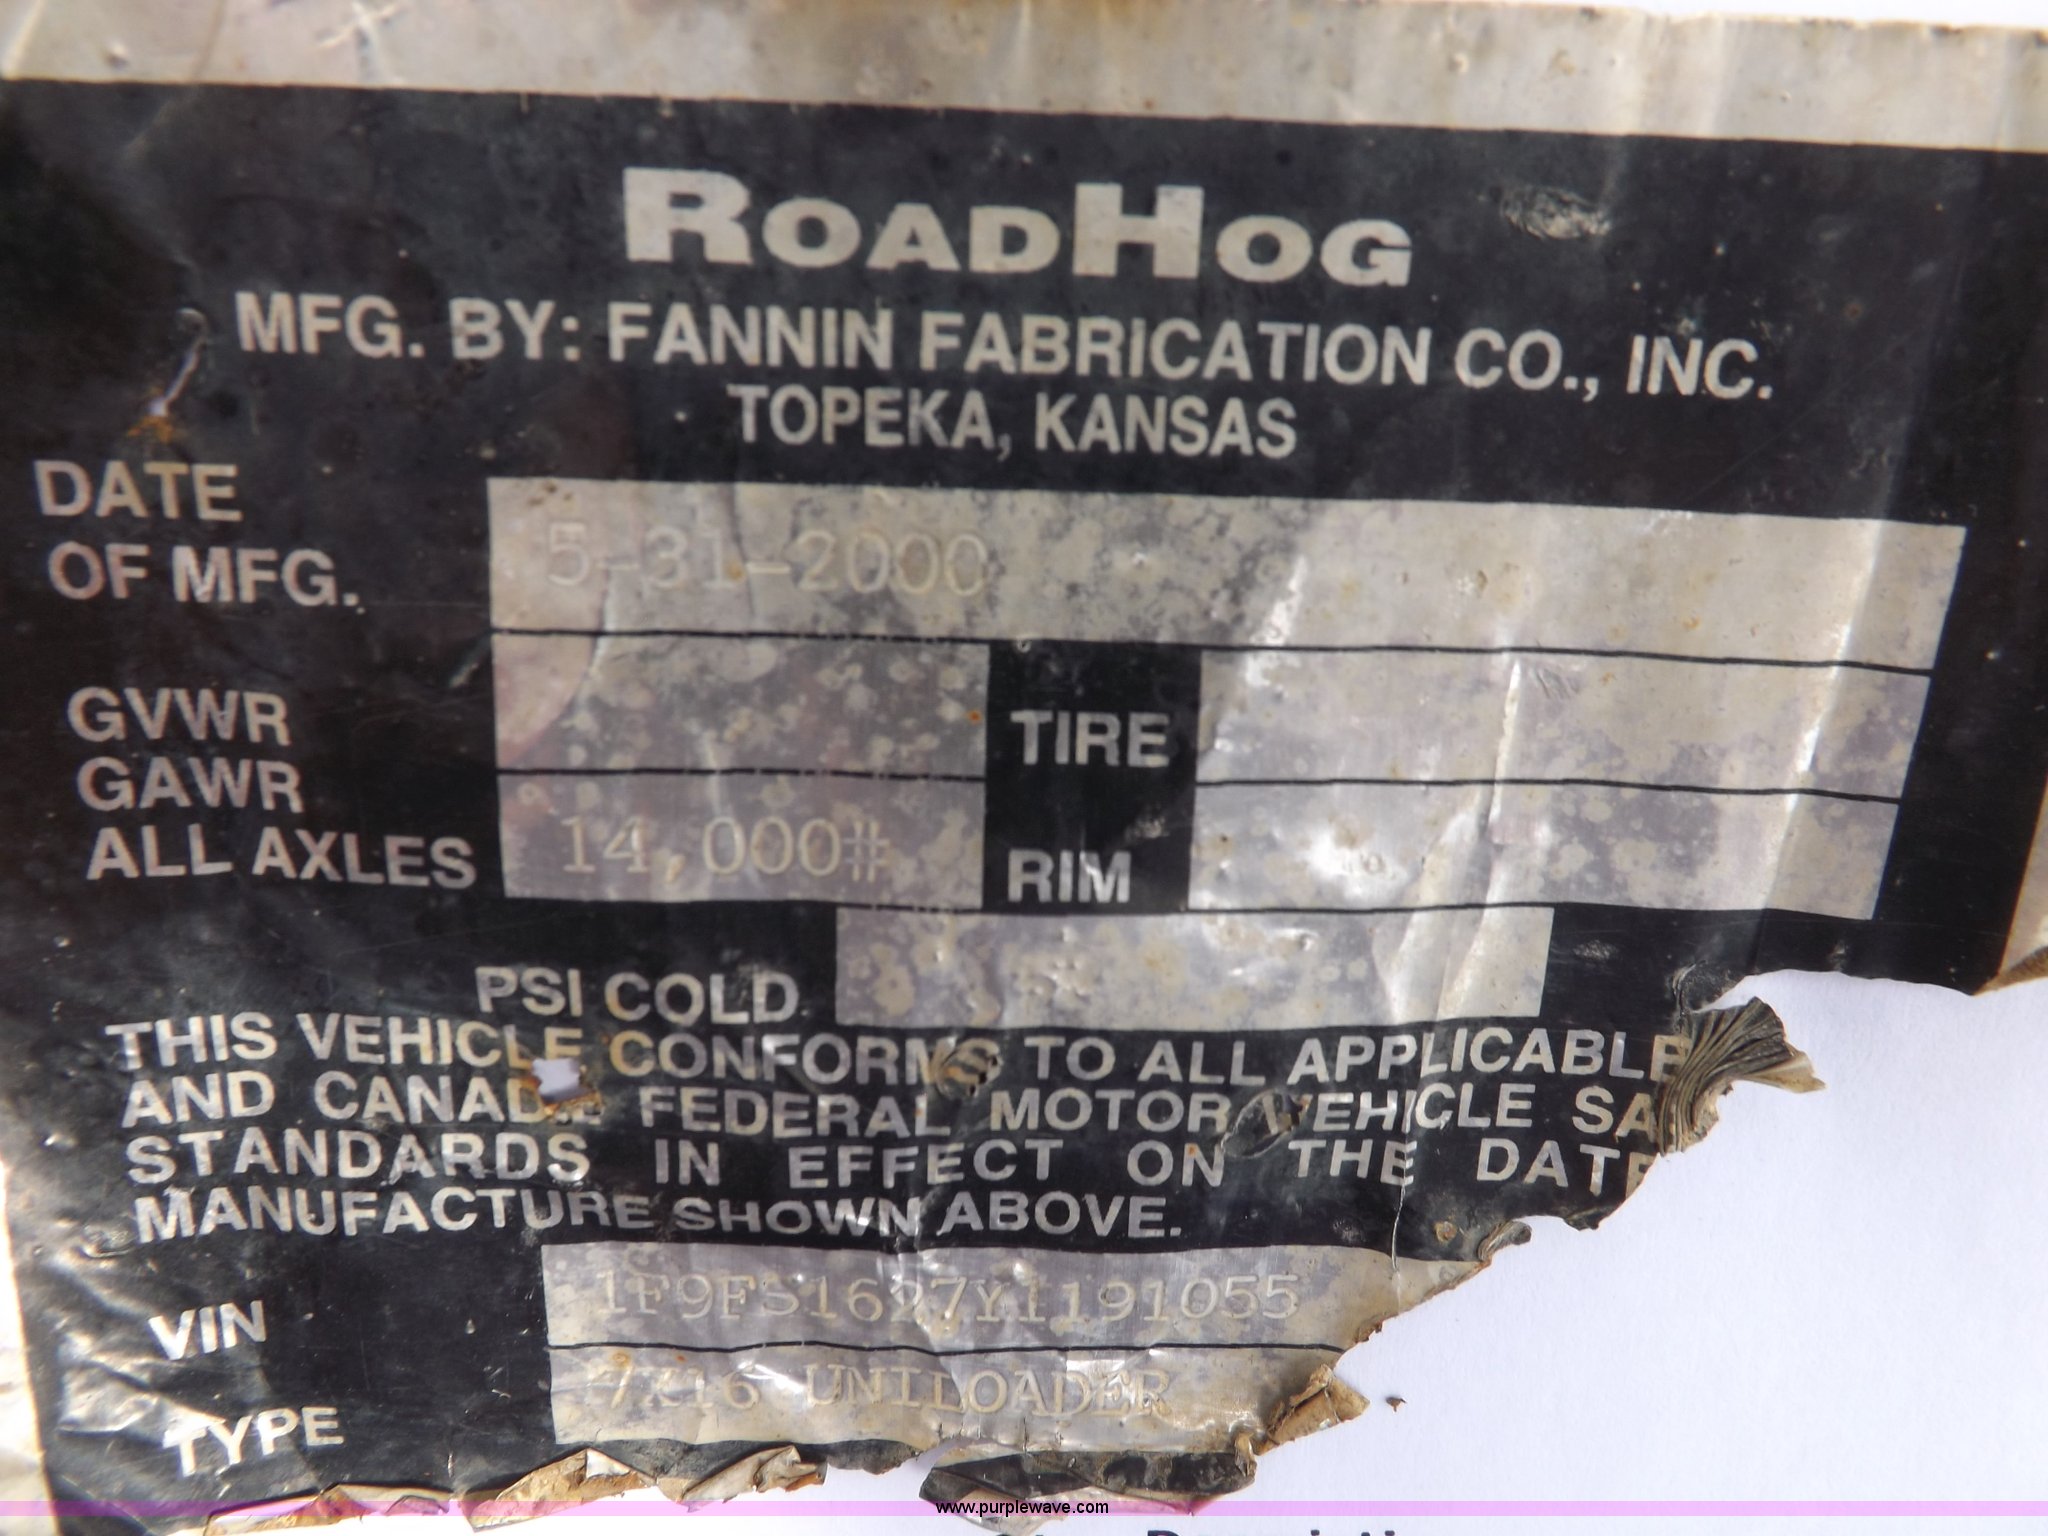 ROADHOG
MFG. BY: FANNIN FABRICATION CO., INC.
TOPEKA, KANSAS
DATE
OF MFG.
5-31-2000
GVWR
TIRE
GAWR
ALL AXLES
14,000#
RIM
PSI COLD
THIS VEHICLE CONFORMS TO ALL APPLICABLE
AND CANADIE FEDERAL MOTOR VEHICLE SA
STANDARDS IN EFFECT ON THE DATE
MANUFACTURE SHOWN ABOVE.
VIN
1F9FS1627Y1191055
TYPE
7X16 UNILOADER
www.purplewave.com